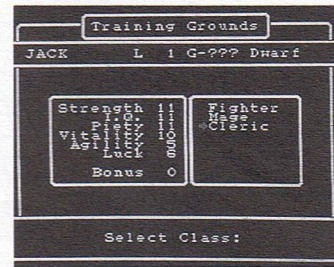 Training Grounds
JACK L 1 G-??? Dwarf
Strength 11
I.Q. 11
Piety 11
Vitality 10
Agility 5
Luck 6
Bonus 0
Fighter
Mage
Cleric
Select Class: